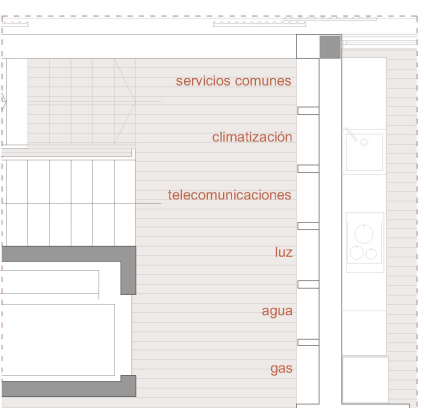 servicios comunes
climatización
telecomunicaciones
luz
agua
gas